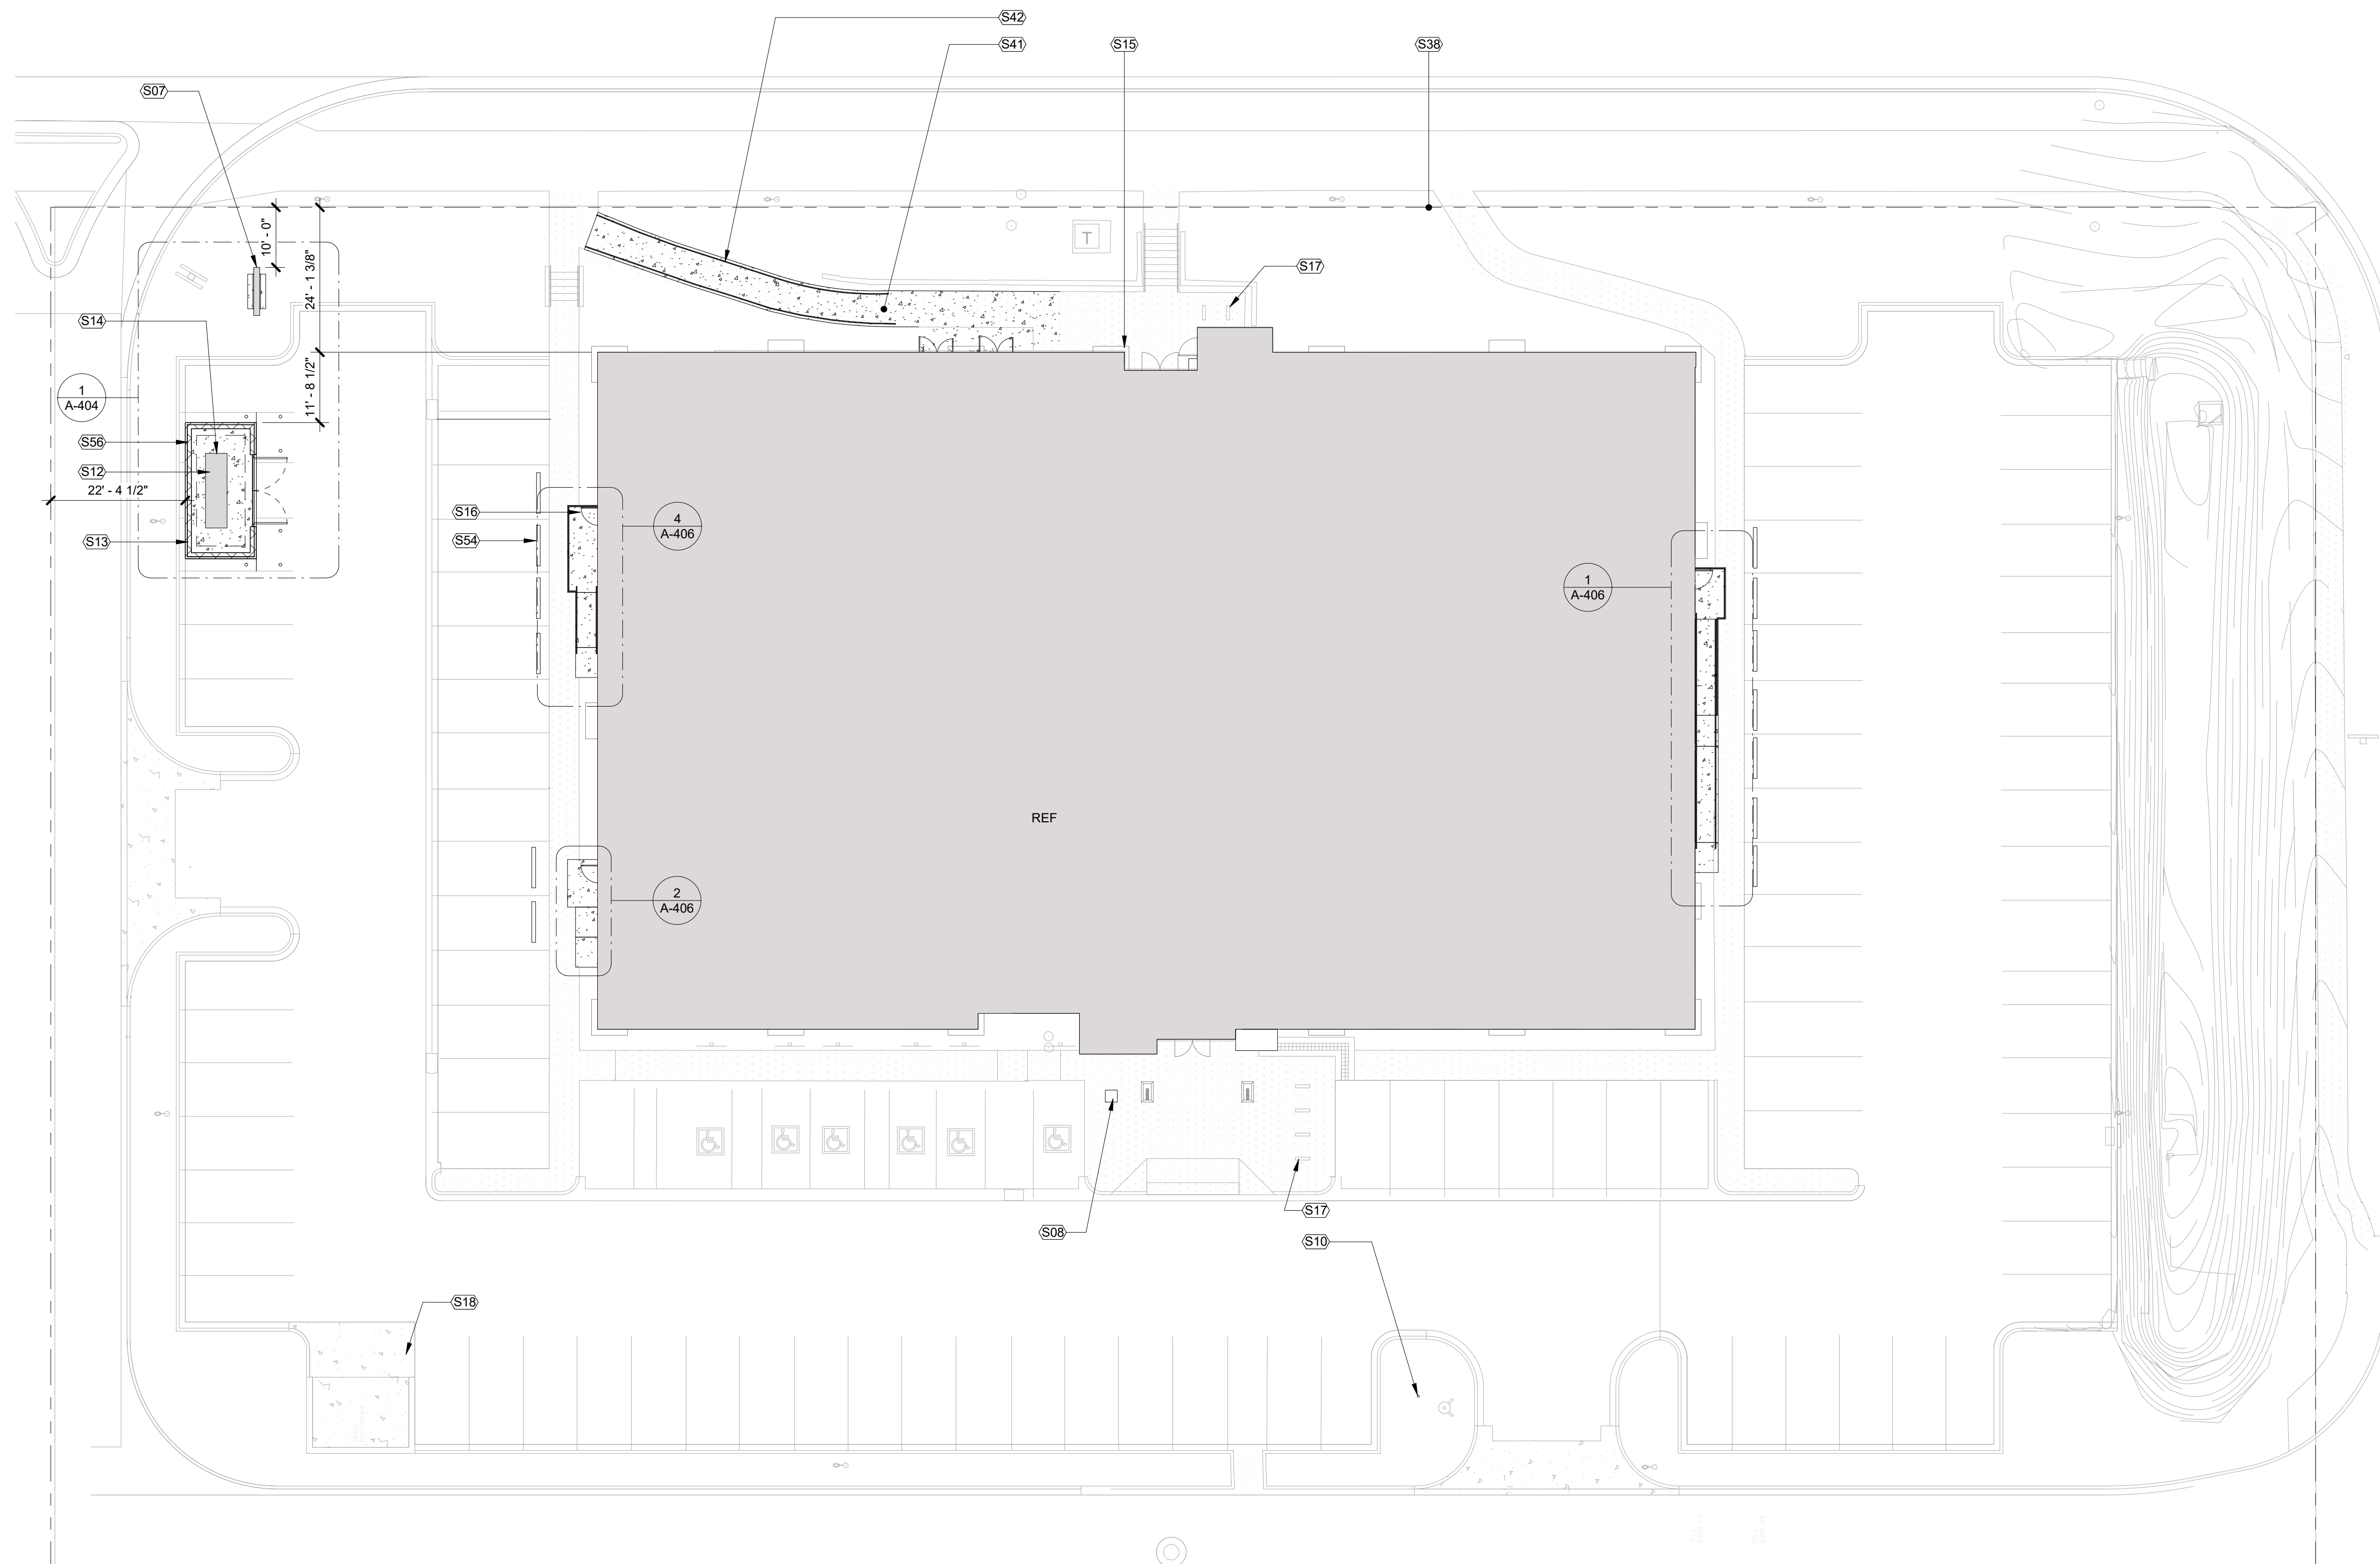 S42
S41
S15
S38
S07
10' - 0"
T
24' - 1 3/8"
S17
S14
1
A-404
11' - 8 1/2"
S56
S12
22' - 4 1/2"
S16
4
A-406
S13
S54
1
A-406
REF
2
A-406
S08
S17
S10
S18